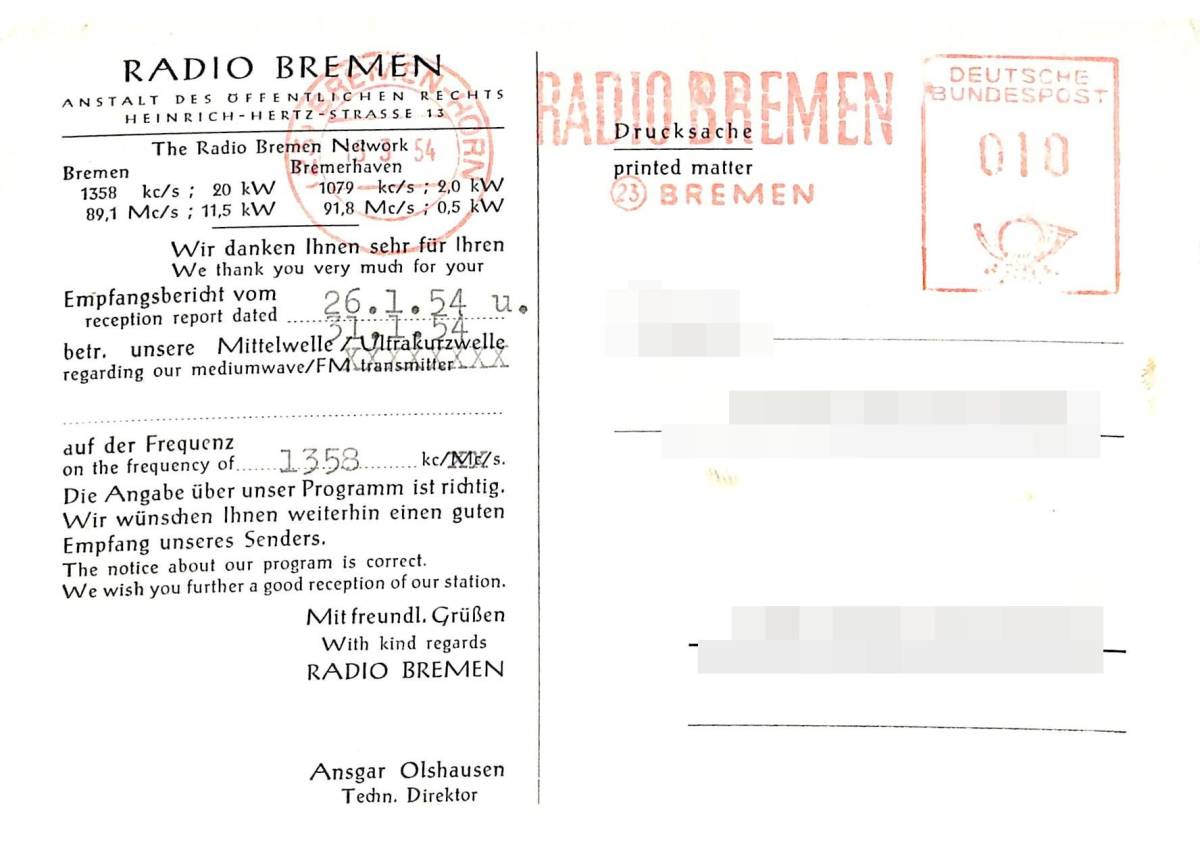 RADIO BREMEN
ANSTALT DES ÖFFENTLICHEN RECHTS
HEINRICH-HERTZ-STRASSE 13
The Radio Bremen Network
Bremen Bremerhaven
1358 kc/s ; 20 kW 1079 kc/s ; 2,0 kW
89,1 Mc/s ; 11,5 kW 91,8 Mc/s ; 0,5 kW
Wir danken Ihnen sehr für Ihren
We thank you very much for your
Empfangsbericht vom 26.1.54 u.
reception report dated 31.1.54
betr. unsere Mittelwelle/Ultrakurzwelle
regarding our mediumwave/FM transmitter
auf der Frequenz
on the frequency of 1358 kc/Mc/s.
Die Angabe über unser Programm ist richtig.
Wir wünschen Ihnen weiterhin einen guten
Empfang unseres Senders.
The notice about our program is correct.
We wish you further a good reception of our station.
Mit freundl. Grüßen
With kind regards
RADIO BREMEN
Ansgar Olshausen
Techn. Direktor
BREMEN-HORN
54
RADIO BREMEN
Drucksache
printed matter
(23) BREMEN
DEUTSCHE
BUNDESPOST
010